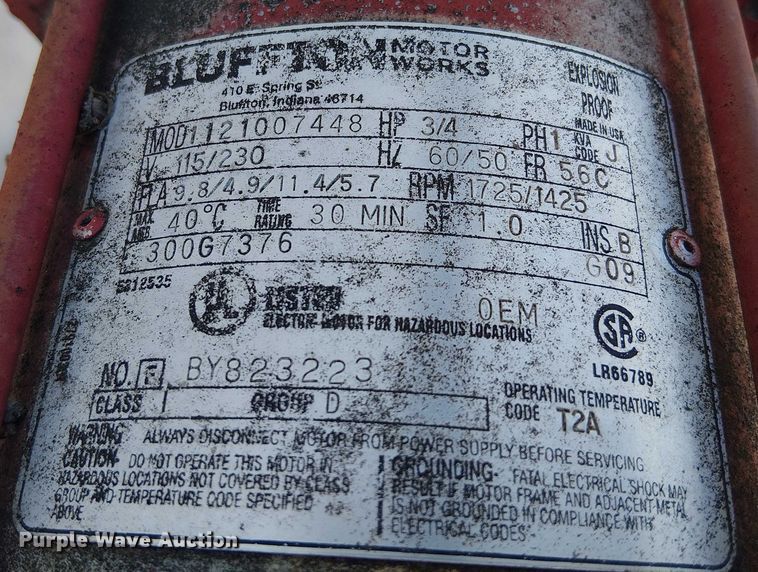 BLUFFTON MOTOR WORKS
410 E. Spring St.
Bluffton, Indiana 46714
EXPLOSION PROOF
MADE IN USA
MOD 1121007448 HP 3/4 PH 1 KVA CODE J
V. 115/230 HZ 60/50 FR 56C
FLA 9.8/4.9/11.4/5.7 RPM 1725/1425
MAX AMB 40°C TIME RATING 30 MIN SF 1.0 INS B
300G7376 G09
S312535
UL LISTED
ELECTRIC MOTOR FOR HAZARDOUS LOCATIONS
OEM
SA ®
LR66789
NO. E BY823223
CLASS GROUP D
OPERATING TEMPERATURE
CODE T2A
WARNING ALWAYS DISCONNECT MOTOR FROM POWER SUPPLY BEFORE SERVICING
CAUTION- DO NOT OPERATE THIS MOTOR IN
HAZARDOUS LOCATIONS NOT COVERED BY CLASS
GROUP AND TEMPERATURE CODE SPECIFIED
ABOVE
GROUNDING- FATAL ELECTRICAL SHOCK MAY
RESULT IF MOTOR FRAME AND ADJACENT METAL
IS NOT GROUNDED IN COMPLIANCE WITH
ELECTRICAL CODES
Purple Wave Auction